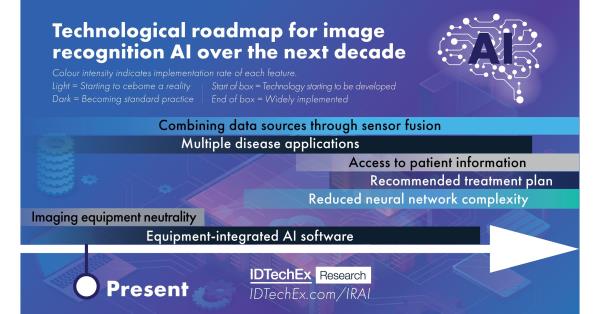 Technological roadmap for image
recognition AI over the next decade
Colour intensity indicates implementation rate of each feature.
Light = Starting to cebome a reality
Start of box = Technology starting to be developed
Dark = Becoming standard practice
End of box = Widely implemented
AI
Combining data sources through sensor fusion
Multiple disease applications
Access to patient information
Recommended treatment plan
Reduced neural network complexity
Imaging equipment neutrality
Equipment-integrated AI software
Present
IDTechEx Research
IDTechEx.com/IRAI